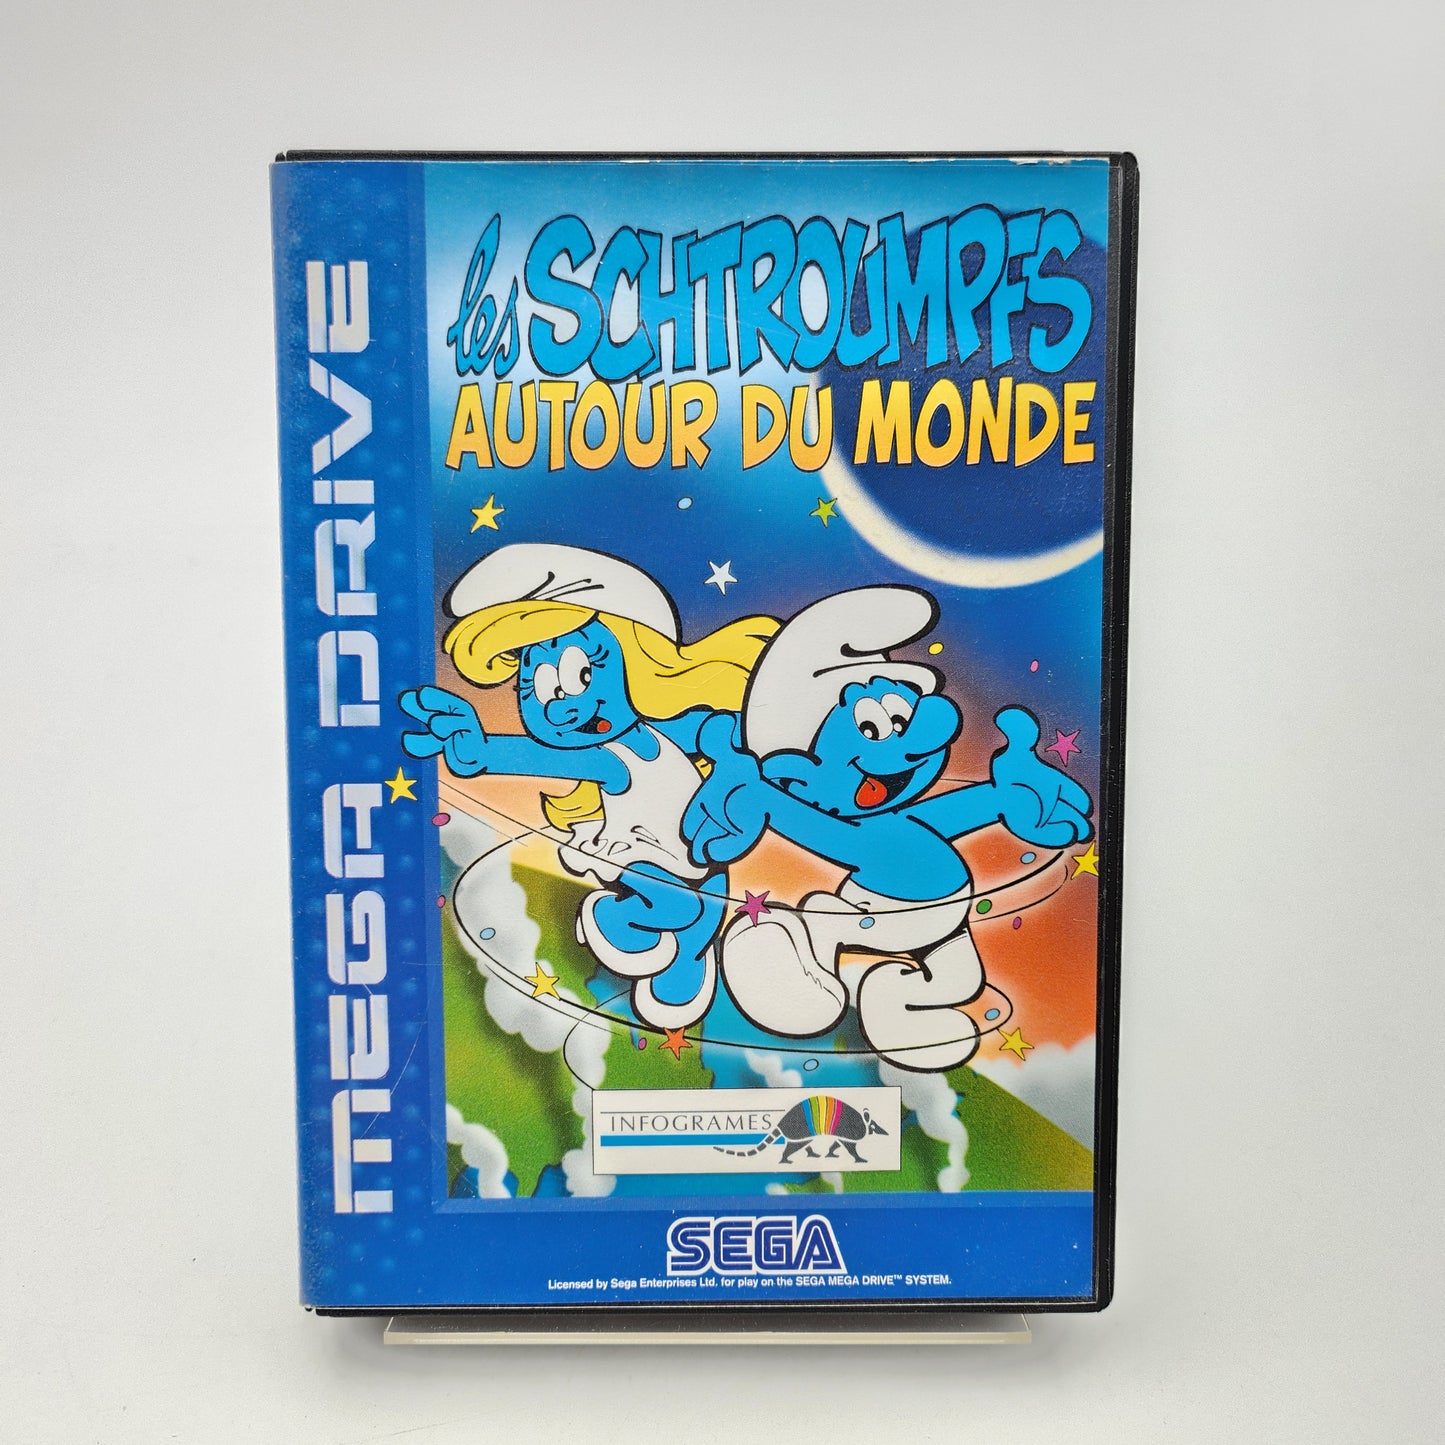 MEGA DRIVE
les SCHTROUMPFS
AUTOUR DU MONDE
INFOGRAMES
SEGA
Licensed by Sega Enterprises Ltd. for play on the SEGA MEGA DRIVE™ SYSTEM.